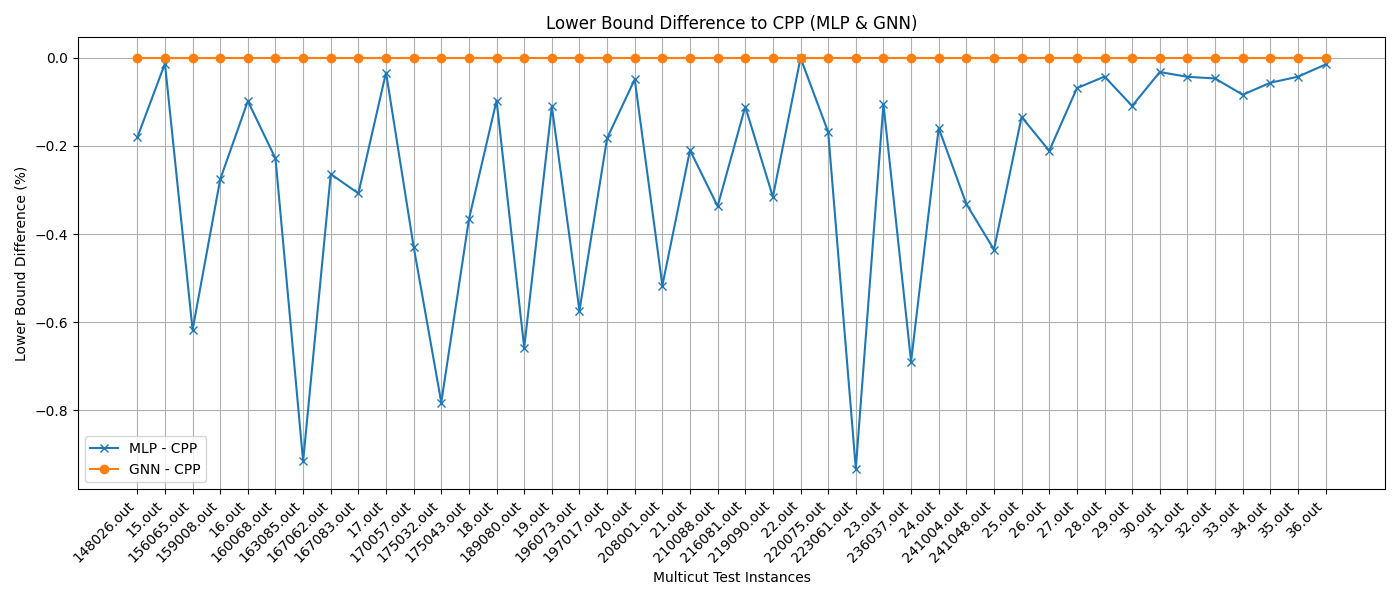 Lower Bound Difference to CPP (MLP & GNN)
Lower Bound Difference (%)
0.0
−0.2
−0.4
−0.6
−0.8
MLP - CPP
GNN - CPP
148026.out
15.out
156065.out
159008.out
16.out
160068.out
163085.out
167062.out
167083.out
17.out
170057.out
175032.out
175043.out
18.out
189080.out
19.out
196073.out
197017.out
20.out
208001.out
21.out
210088.out
216081.out
219090.out
22.out
220075.out
223061.out
23.out
236037.out
24.out
241004.out
241048.out
25.out
26.out
27.out
28.out
29.out
30.out
31.out
32.out
33.out
34.out
35.out
36.out
Multicut Test Instances